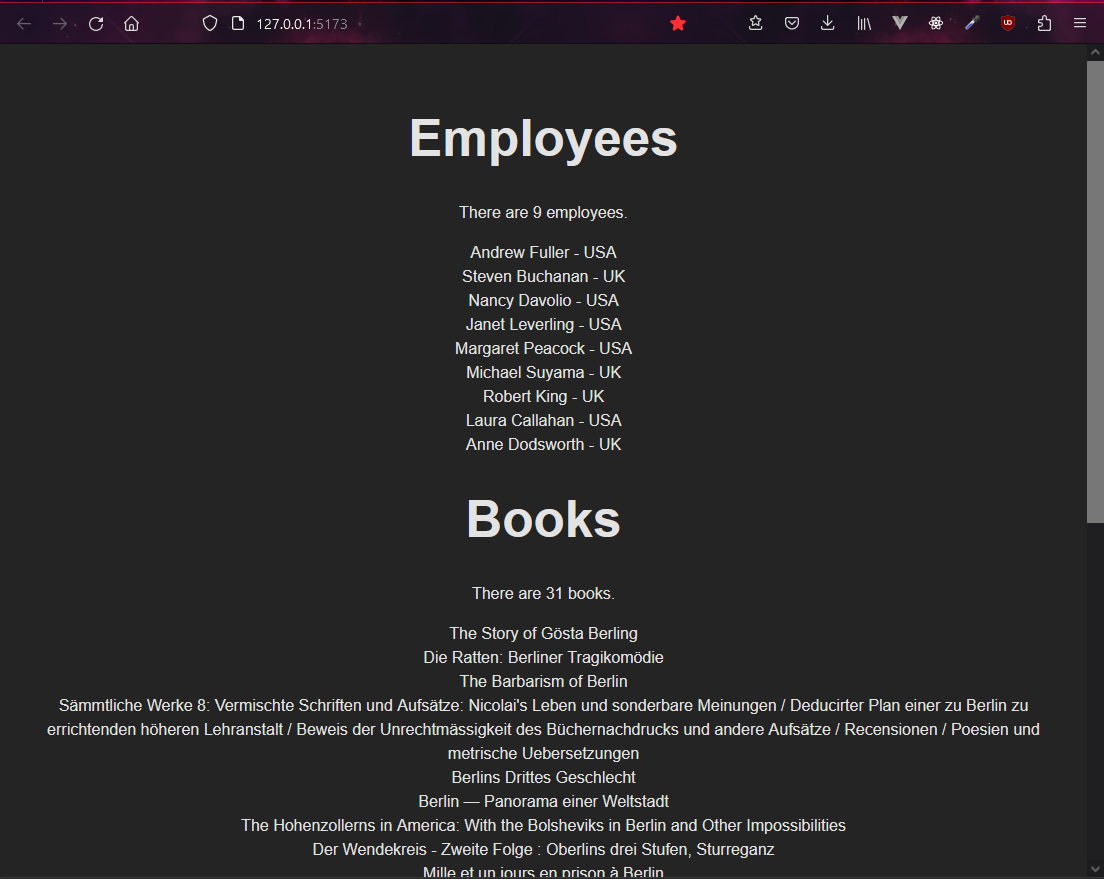 127.0.0.1:5173
Employees
There are 9 employees.
Andrew Fuller - USA
Steven Buchanan - UK
Nancy Davolio - USA
Janet Leverling - USA
Margaret Peacock - USA
Michael Suyama - UK
Robert King - UK
Laura Callahan - USA
Anne Dodsworth - UK
Books
There are 31 books.
The Story of Gösta Berling
Die Ratten: Berliner Tragikomödie
The Barbarism of Berlin
Sämmtliche Werke 8: Vermischte Schriften und Aufsätze: Nicolai's Leben und sonderbare Meinungen / Deducirter Plan einer zu Berlin zu
errichtenden höheren Lehranstalt / Beweis der Unrechtmässigkeit des Büchernachdrucks und andere Aufsätze / Recensionen / Poesien und
metrische Uebersetzungen
Berlins Drittes Geschlecht
Berlin — Panorama einer Weltstadt
The Hohenzollerns in America: With the Bolsheviks in Berlin and Other Impossibilities
Der Wendekreis - Zweite Folge : Oberlins drei Stufen, Sturreganz
Mille et un jours en prison à Berlin